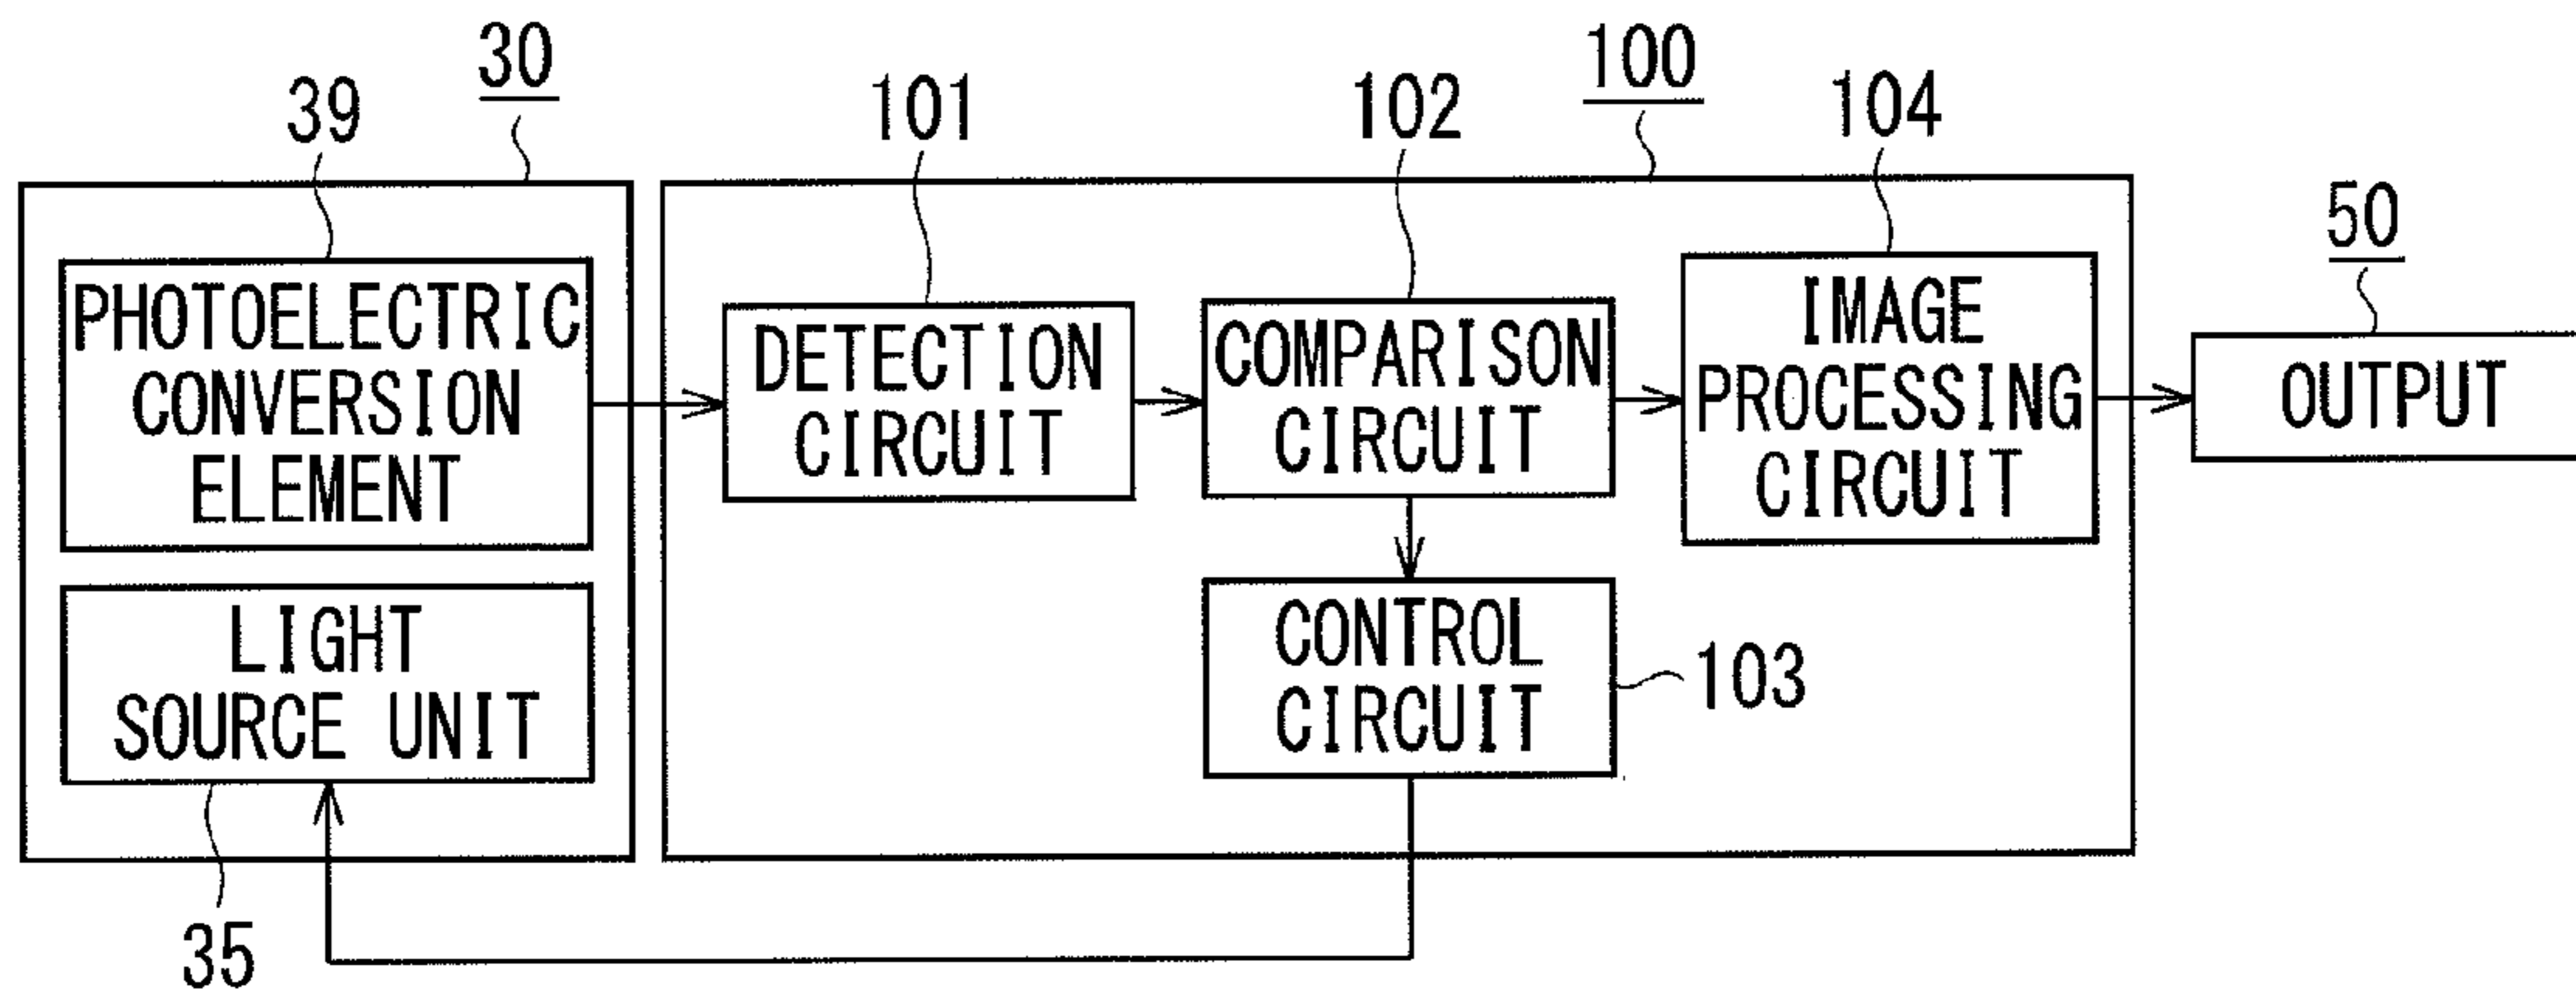 30
100
39
101
102
104
50
PHOTOELECTRIC
CONVERSION
ELEMENT
DETECTION
CIRCUIT
COMPARISON
CIRCUIT
IMAGE
PROCESSING
CIRCUIT
OUTPUT
LIGHT
SOURCE UNIT
CONTROL
CIRCUIT
103
35